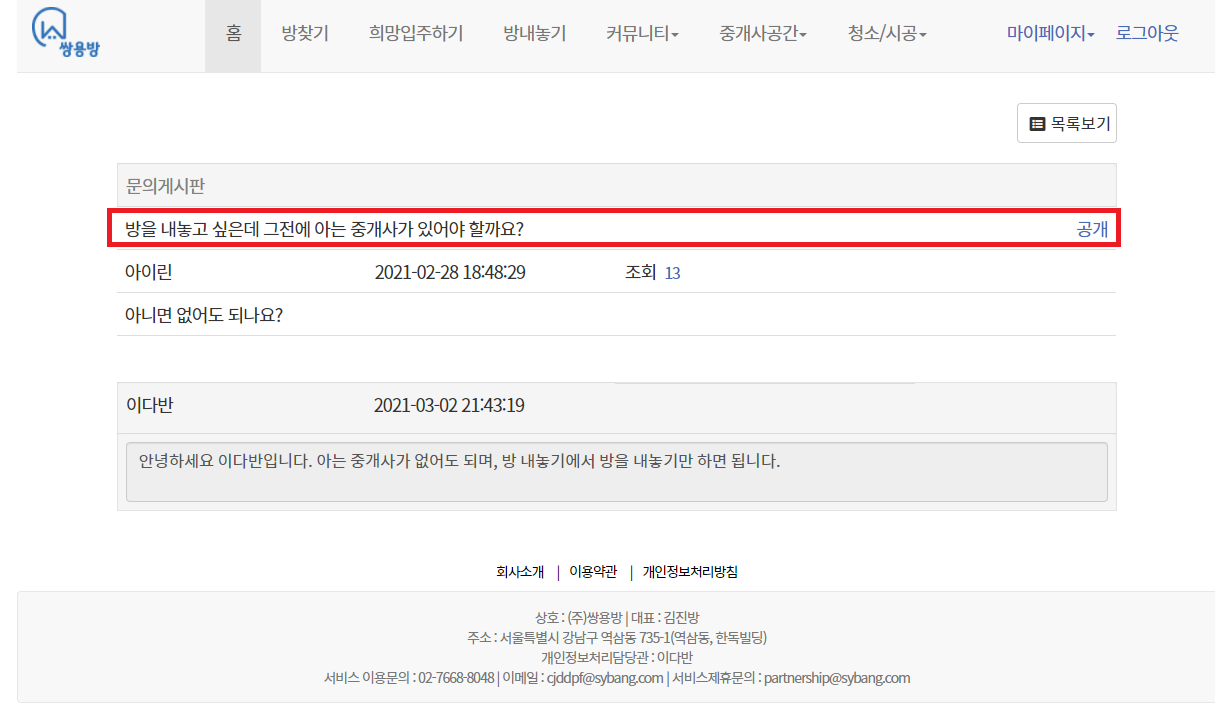 쌍용방
홈 방찾기 희망입주하기 방내놓기 커뮤니티 중개사공간 청소/시공 마이페이지 로그아웃
목록보기
문의게시판
방을 내놓고 싶은데 그전에 아는 중개사가 있어야 할까요? 공개
아이린 2021-02-28 18:48:29 조회 13
아니면 없어도 되나요?
이다반 2021-03-02 21:43:19
안녕하세요 이다반입니다. 아는 중개사가 없어도 되며, 방 내놓기에서 방을 내놓기만 하면 됩니다.
회사소개 | 이용약관 | 개인정보처리방침
상호 : (주)쌍용방 | 대표 : 김진방
주소 : 서울특별시 강남구 역삼동 735-1(역삼동, 한독빌딩)
개인정보처리담당관 : 이다반
서비스 이용문의 : 02-7668-8048 | 이메일 : cjddpf@sybang.com | 서비스제휴문의 : partnership@sybang.com